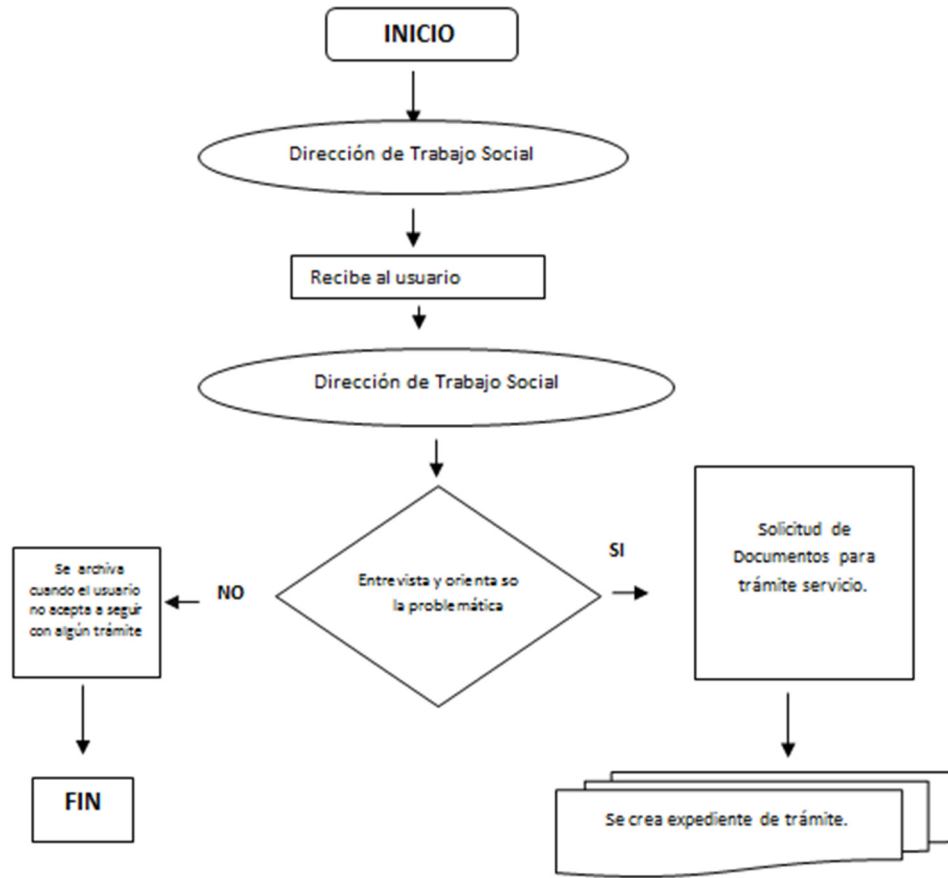 INICIO
Dirección de Trabajo Social
Recibe al usuario
Dirección de Trabajo Social
Entrevista y orienta so
la problemática
NO
Se archiva
cuando el usuario
no acepta a seguir
con algún trámite
FIN
SI
Solicitud de
Documentos para
trámite servicio.
Se crea expediente de trámite.